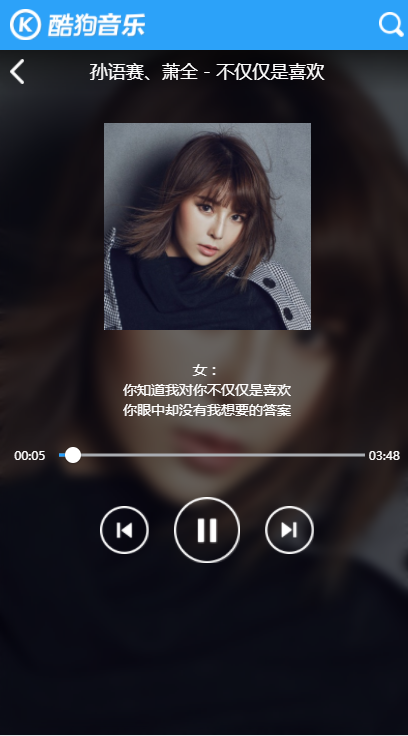 酷狗音乐
孙语赛、萧全 - 不仅仅是喜欢
女：
你知道我对你不仅仅是喜欢
你眼中却没有我想要的答案
00:05 03:48